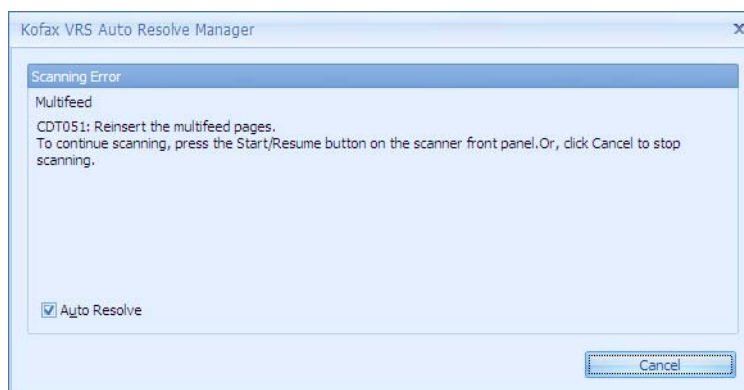 Kofax VRS Auto Resolve Manager
Scanning Error
Multifeed
CDT051: Reinsert the multifeed pages.
To continue scanning, press the Start/Resume button on the scanner front panel.Or, click Cancel to stop
scanning.
Auto Resolve
Cancel